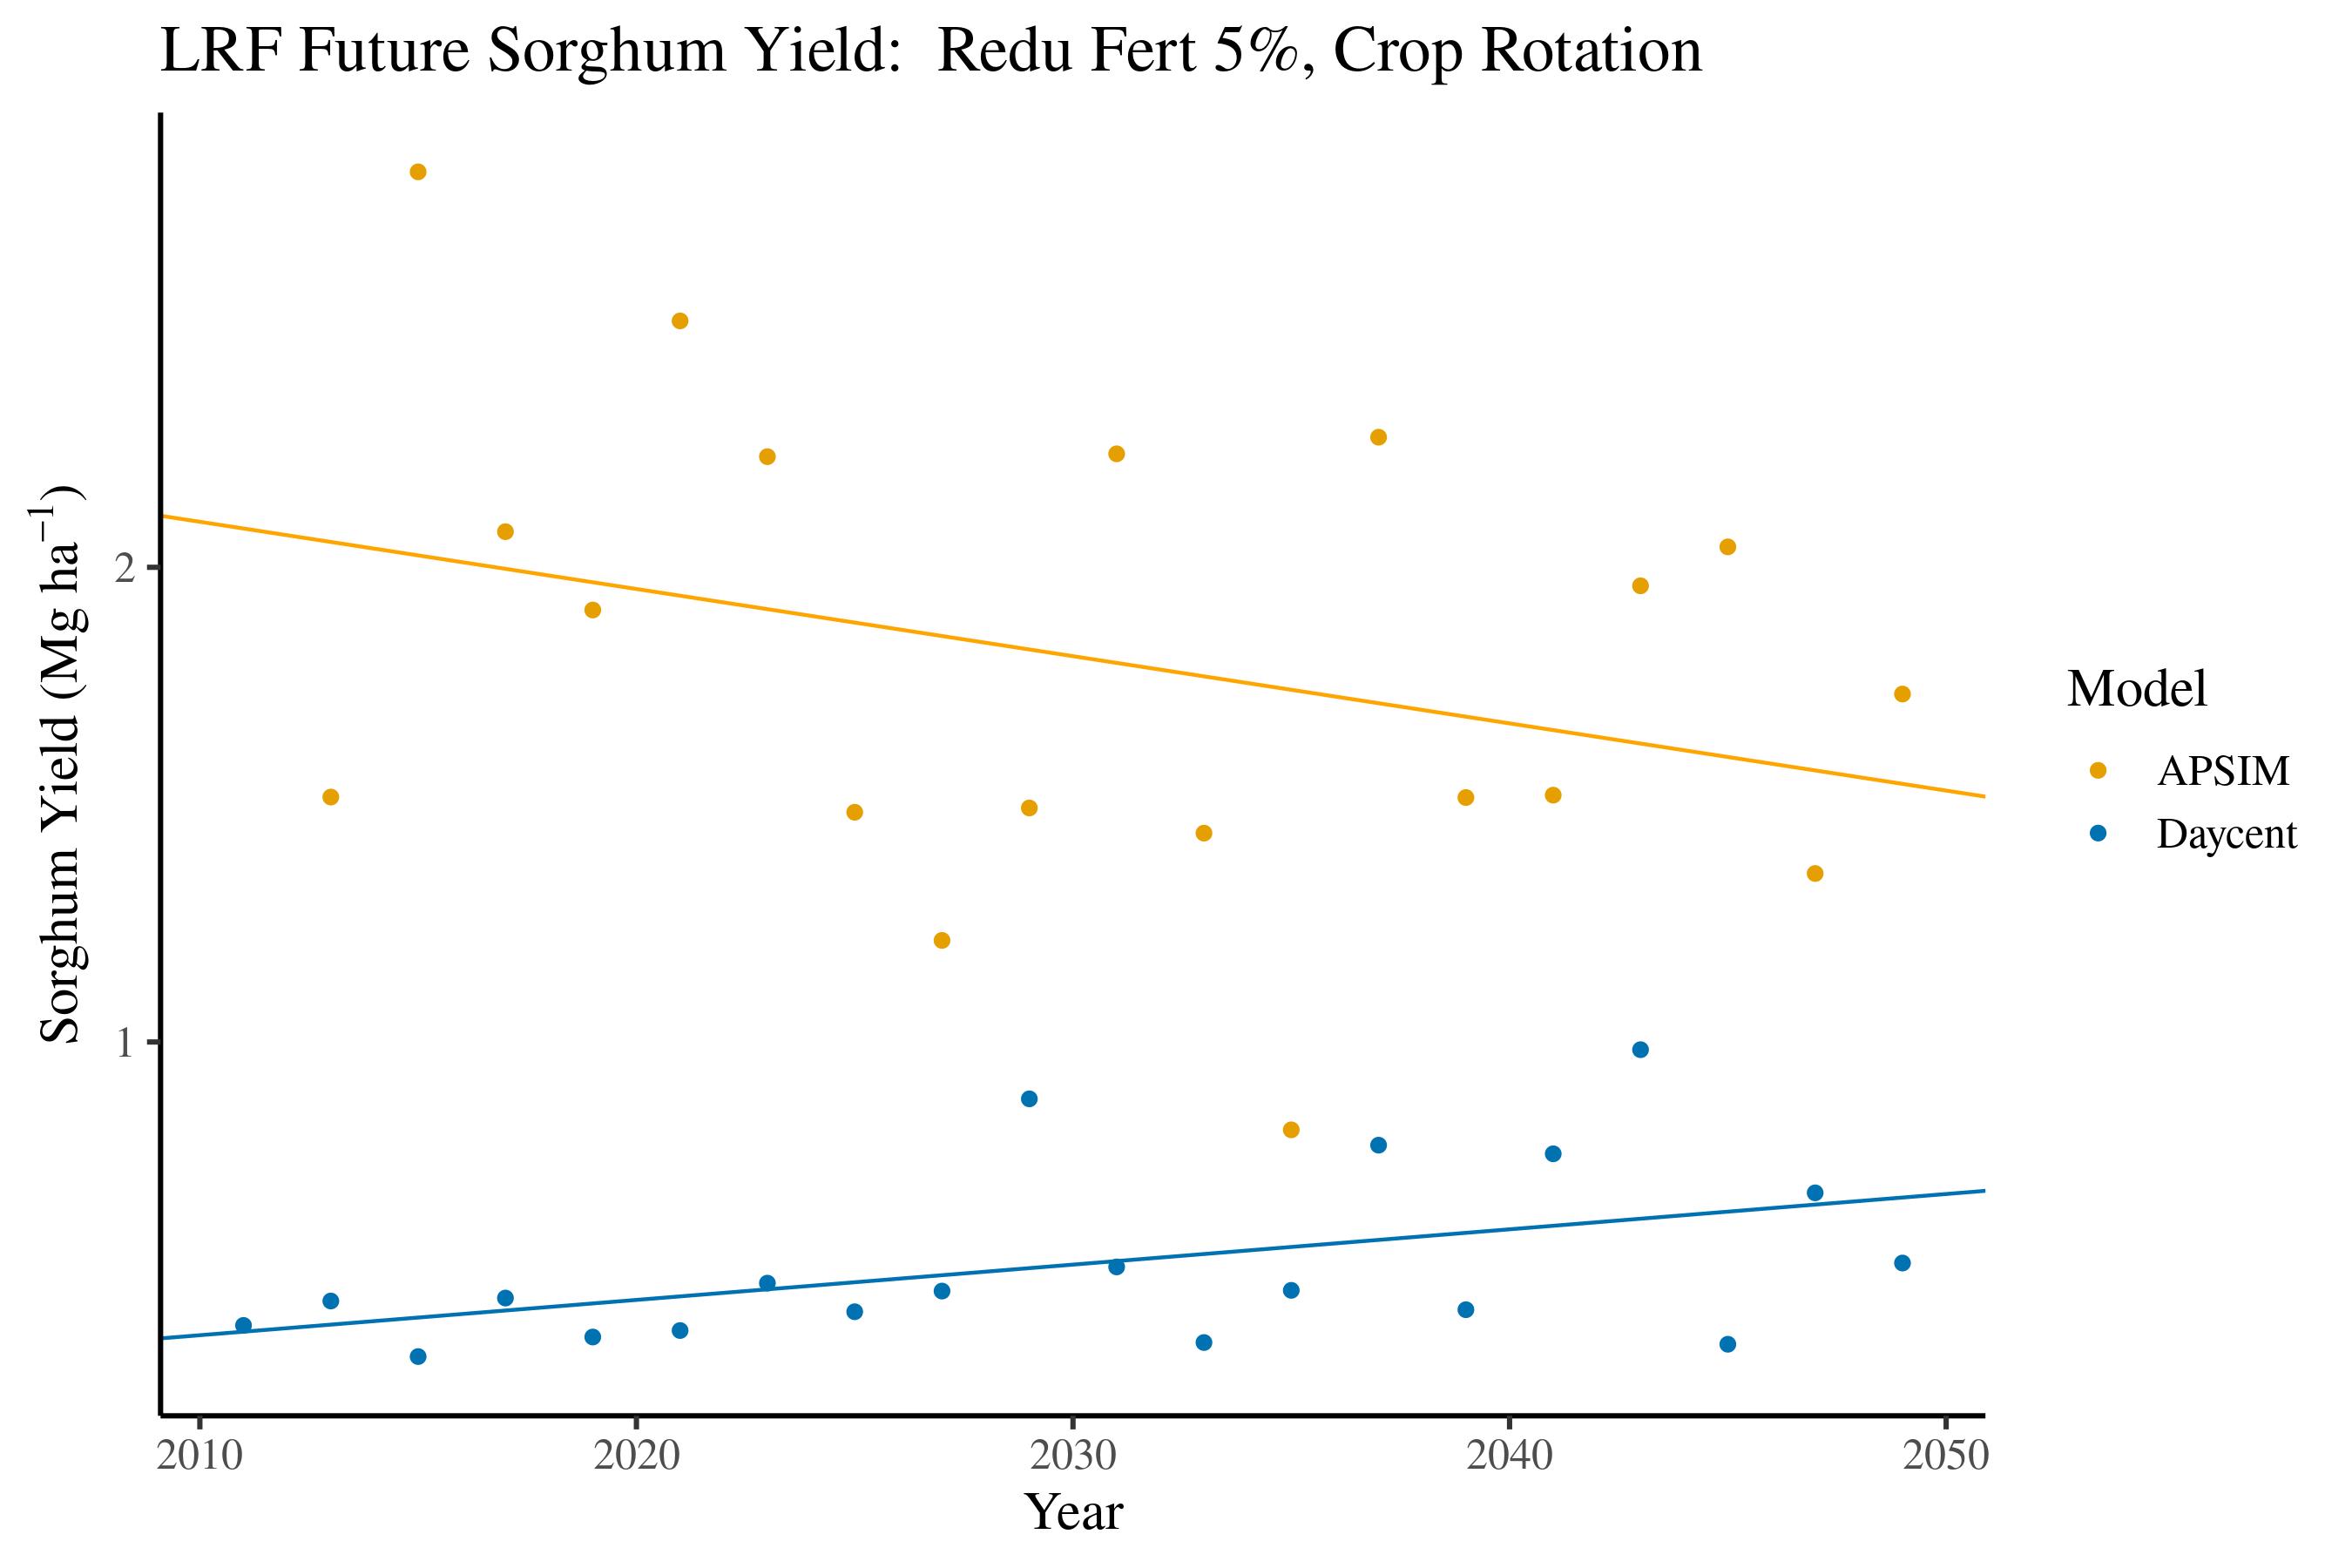 LRF Future Sorghum Yield:  Redu Fert 5%, Crop Rotation
Sorghum Yield (Mg ha⁻¹)
2
1
2010
2020
2030
2040
2050
Year
Model
APSIM
Daycent